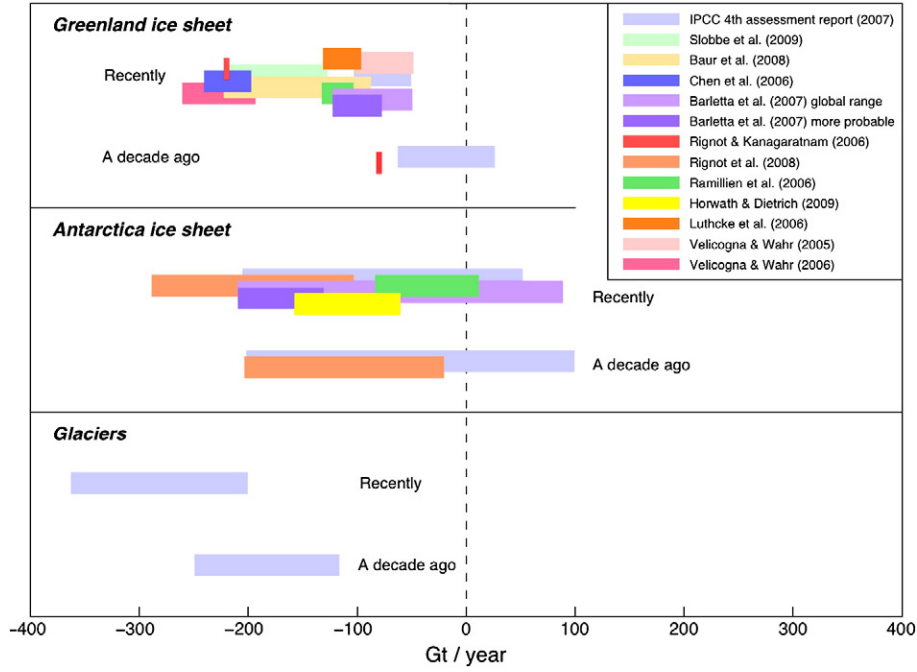 Greenland ice sheet
Recently
A decade ago
IPCC 4th assessment report (2007)
Slobbe et al. (2009)
Baur et al. (2008)
Chen et al. (2006)
Barletta et al. (2007) global range
Barletta et al. (2007) more probable
Rignot & Kanagaratnam (2006)
Rignot et al. (2008)
Ramillien et al. (2006)
Horwath & Dietrich (2009)
Luthcke et al. (2006)
Velicogna & Wahr (2005)
Velicogna & Wahr (2006)
Antarctica ice sheet
Recently
A decade ago
Glaciers
Recently
A decade ago
−400 −300 −200 −100 0 100 200 300 400
Gt / year